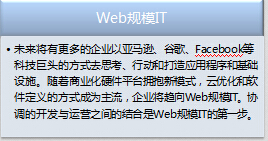 Web规模IT
• 未来将有更多的企业以亚马逊、谷歌、Facebook等
科技巨头的方式去思考、行动和打造应用程序和基础
设施。随着商业化硬件平台拥抱新模式，云优化和软
件定义的方式成为主流，企业将趋向Web规模IT。协
调的开发与运营之间的结合是Web规模IT的第一步。